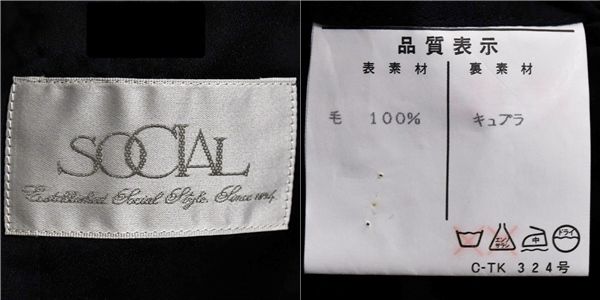 SOCIAL
Established Social Style. Since 1924.
品質表示
表素材 裏素材
毛 100% キュプラ
中 ドライ
C-TK 324号